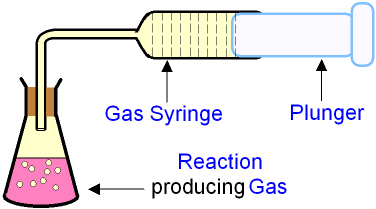 Gas Syringe
Plunger
Reaction
producing Gas